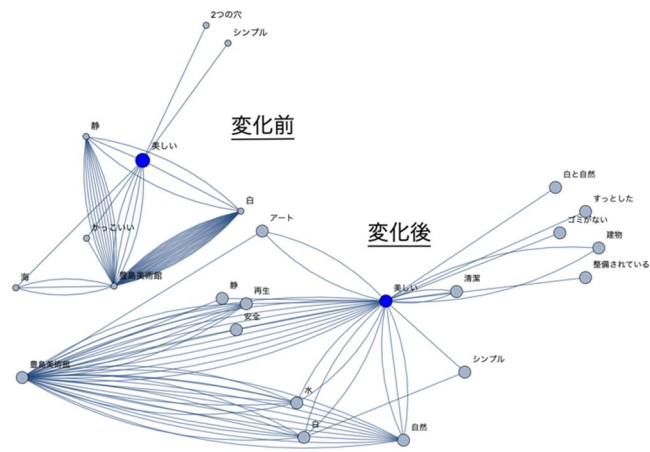 2つの穴
シンプル
変化前
静
美しい
かっこいい
白
海
豊島美術館
アート
変化後
白と自然
すっとした
ゴミがない
建物
整備されている
美しい
清潔
静
再生
安全
豊島美術館
シンプル
水
白
自然